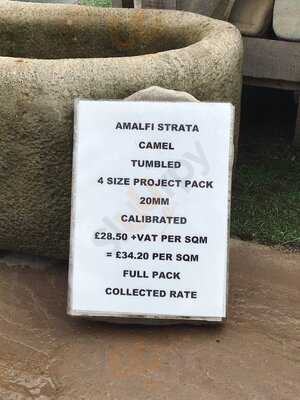 AMALFI STRATA
CAMEL
TUMBLED
4 SIZE PROJECT PACK
20MM
CALIBRATED
£28.50 +VAT PER SQM
= £34.20 PER SQM
FULL PACK
COLLECTED RATE